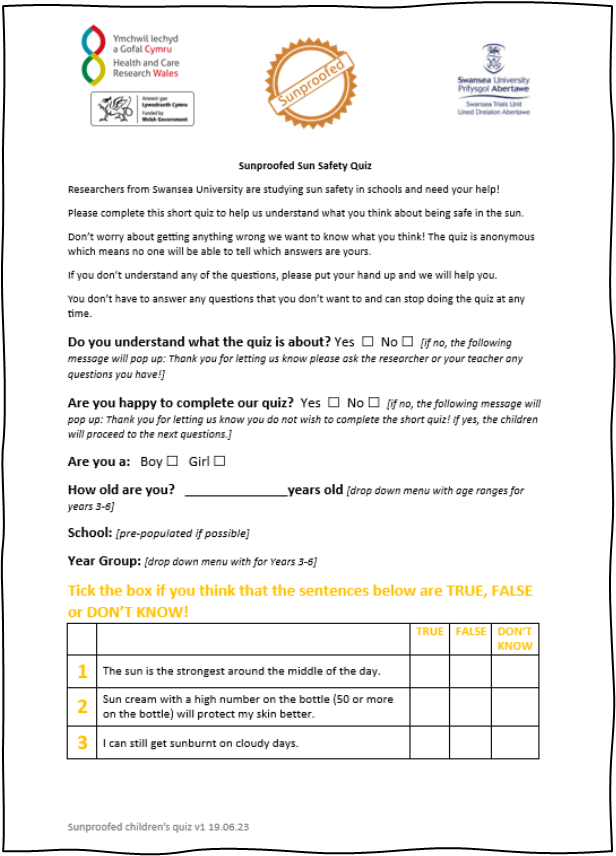 Ymchwil Iechyd
a Gofal Cymru
Health and Care
Research Wales
Ariennir gan
Lywodraeth Cymru
Funded by
Welsh Government
Sunproofed
Swansea University
Prifysgol Abertawe
Swansea Trials Unit
Uned Dreialon Abertawe
Sunproofed Sun Safety Quiz
Researchers from Swansea University are studying sun safety in schools and need your help!
Please complete this short quiz to help us understand what you think about being safe in the sun.
Don't worry about getting anything wrong we want to know what you think! The quiz is anonymous
which means no one will be able to tell which answers are yours.
If you don't understand any of the questions, please put your hand up and we will help you.
You don't have to answer any questions that you don't want to and can stop doing the quiz at any
time.
Do you understand what the quiz is about? Yes ☐ No ☐ [if no, the following
message will pop up: Thank you for letting us know please ask the researcher or your teacher any
questions you have!]
Are you happy to complete our quiz? Yes ☐ No ☐ [if no, the following message will
pop up: Thank you for letting us know you do not wish to complete the short quiz! If yes, the children
will proceed to the next questions.]
Are you a: Boy ☐ Girl ☐
How old are you? _______________years old [drop down menu with age ranges for
years 3-6]
School: [pre-populated if possible]
Year Group: [drop down menu with for Years 3-6]
Tick the box if you think that the sentences below are TRUE, FALSE
or DON'T KNOW!
TRUE FALSE DON'T
KNOW
1 The sun is the strongest around the middle of the day.
2 Sun cream with a high number on the bottle (50 or more
on the bottle) will protect my skin better.
3 I can still get sunburnt on cloudy days.
Sunproofed children's quiz v1 19.06.23